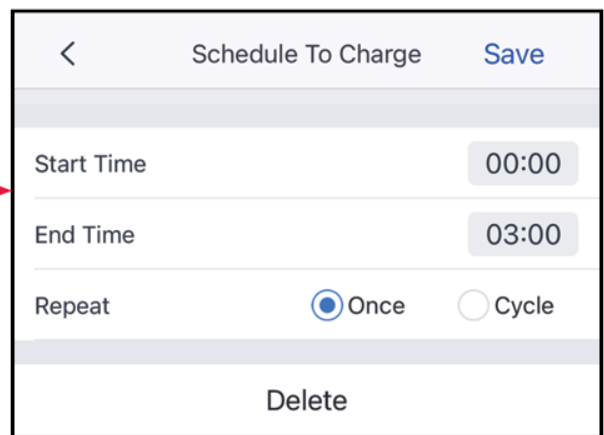 Schedule To Charge Save
Start Time 00:00
End Time 03:00
Repeat Once Cycle
Delete